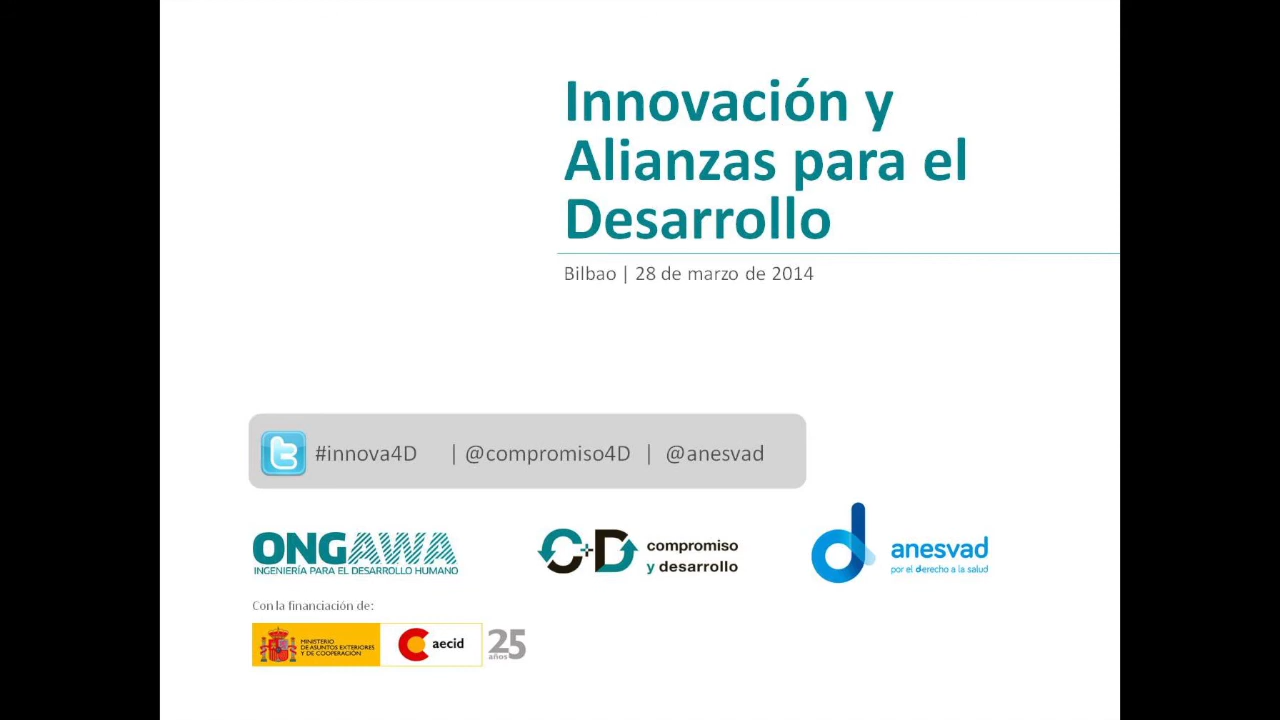 Innovación y
Alianzas para el
Desarrollo
Bilbao | 28 de marzo de 2014
#innova4D | @compromiso4D | @anesvad
ONGAWA
INGENIERÍA PARA EL DESARROLLO HUMANO
C+D
compromiso
y desarrollo
anesvad
por el derecho a la salud
Con la financiación de:
MINISTERIO
DE ASUNTOS EXTERIORES
Y DE COOPERACIÓN
aecid
25
años